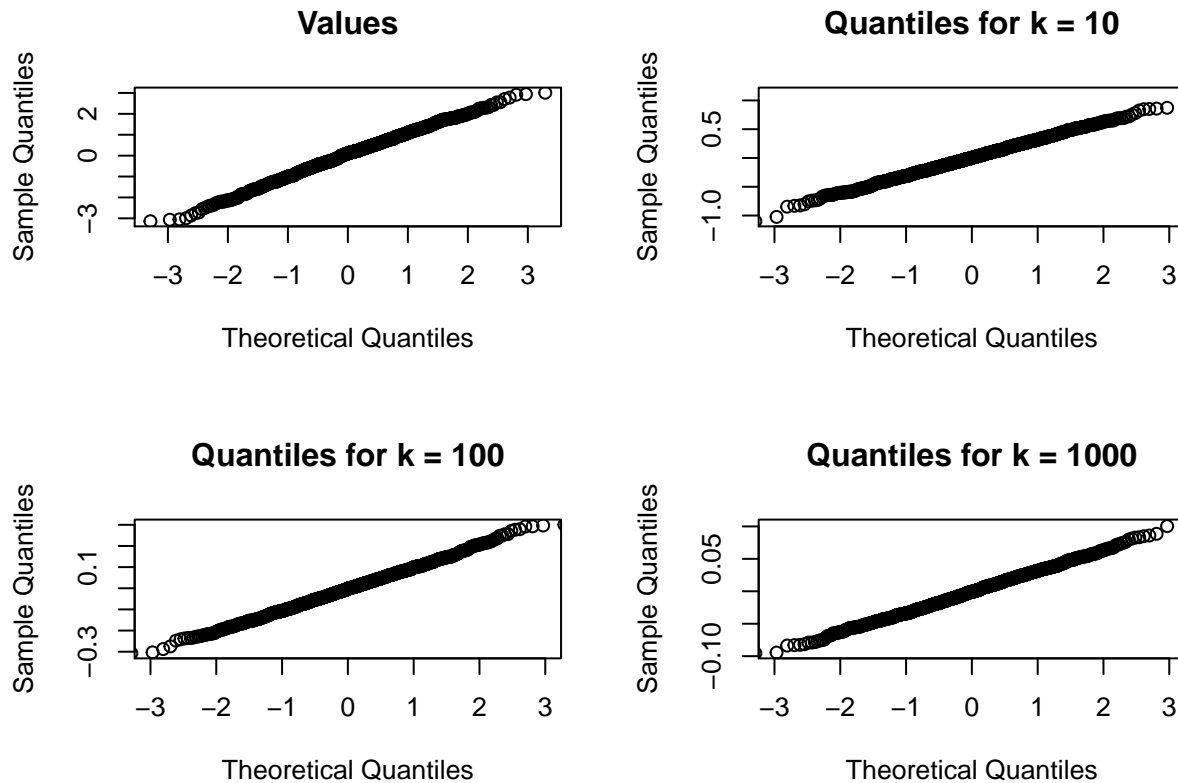 Values
Sample Quantiles
2
0
−3
−3 −2 −1 0 1 2 3
Theoretical Quantiles
Quantiles for k = 10
Sample Quantiles
0.5
−1.0
−3 −2 −1 0 1 2 3
Theoretical Quantiles
Quantiles for k = 100
Sample Quantiles
0.1
−0.3
−3 −2 −1 0 1 2 3
Theoretical Quantiles
Quantiles for k = 1000
Sample Quantiles
0.05
−0.10
−3 −2 −1 0 1 2 3
Theoretical Quantiles